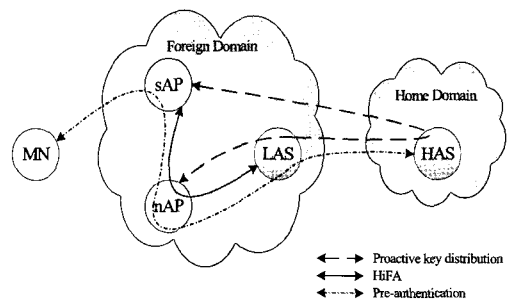 Foreign Domain
sAP
Home Domain
MN
LAS
HAS
nAP
Proactive key distribution
HiFA
Pre-authentication